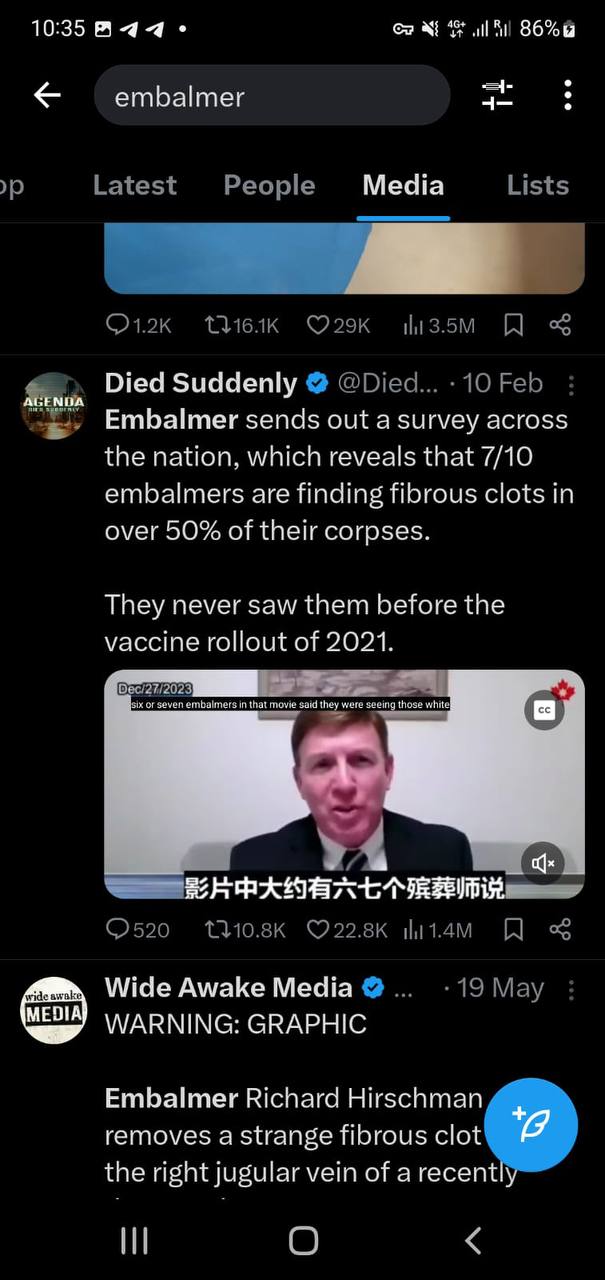 10:35
4G+
R
86%
embalmer
op
Latest
People
Media
Lists
1.2K
16.1K
29K
3.5M
Died Suddenly @Died... · 10 Feb
AGENDA
DIED SUDDENLY
Embalmer sends out a survey across
the nation, which reveals that 7/10
embalmers are finding fibrous clots in
over 50% of their corpses.
They never saw them before the
vaccine rollout of 2021.
Dec/27/2023
six or seven embalmers in that movie said they were seeing those white
CC
影片中大约有六七个殡葬师说
520
10.8K
22.8K
1.4M
Wide Awake Media ... · 19 May
wide awake
MEDIA
WARNING: GRAPHIC
Embalmer Richard Hirschman
removes a strange fibrous clot
the right jugular vein of a recently